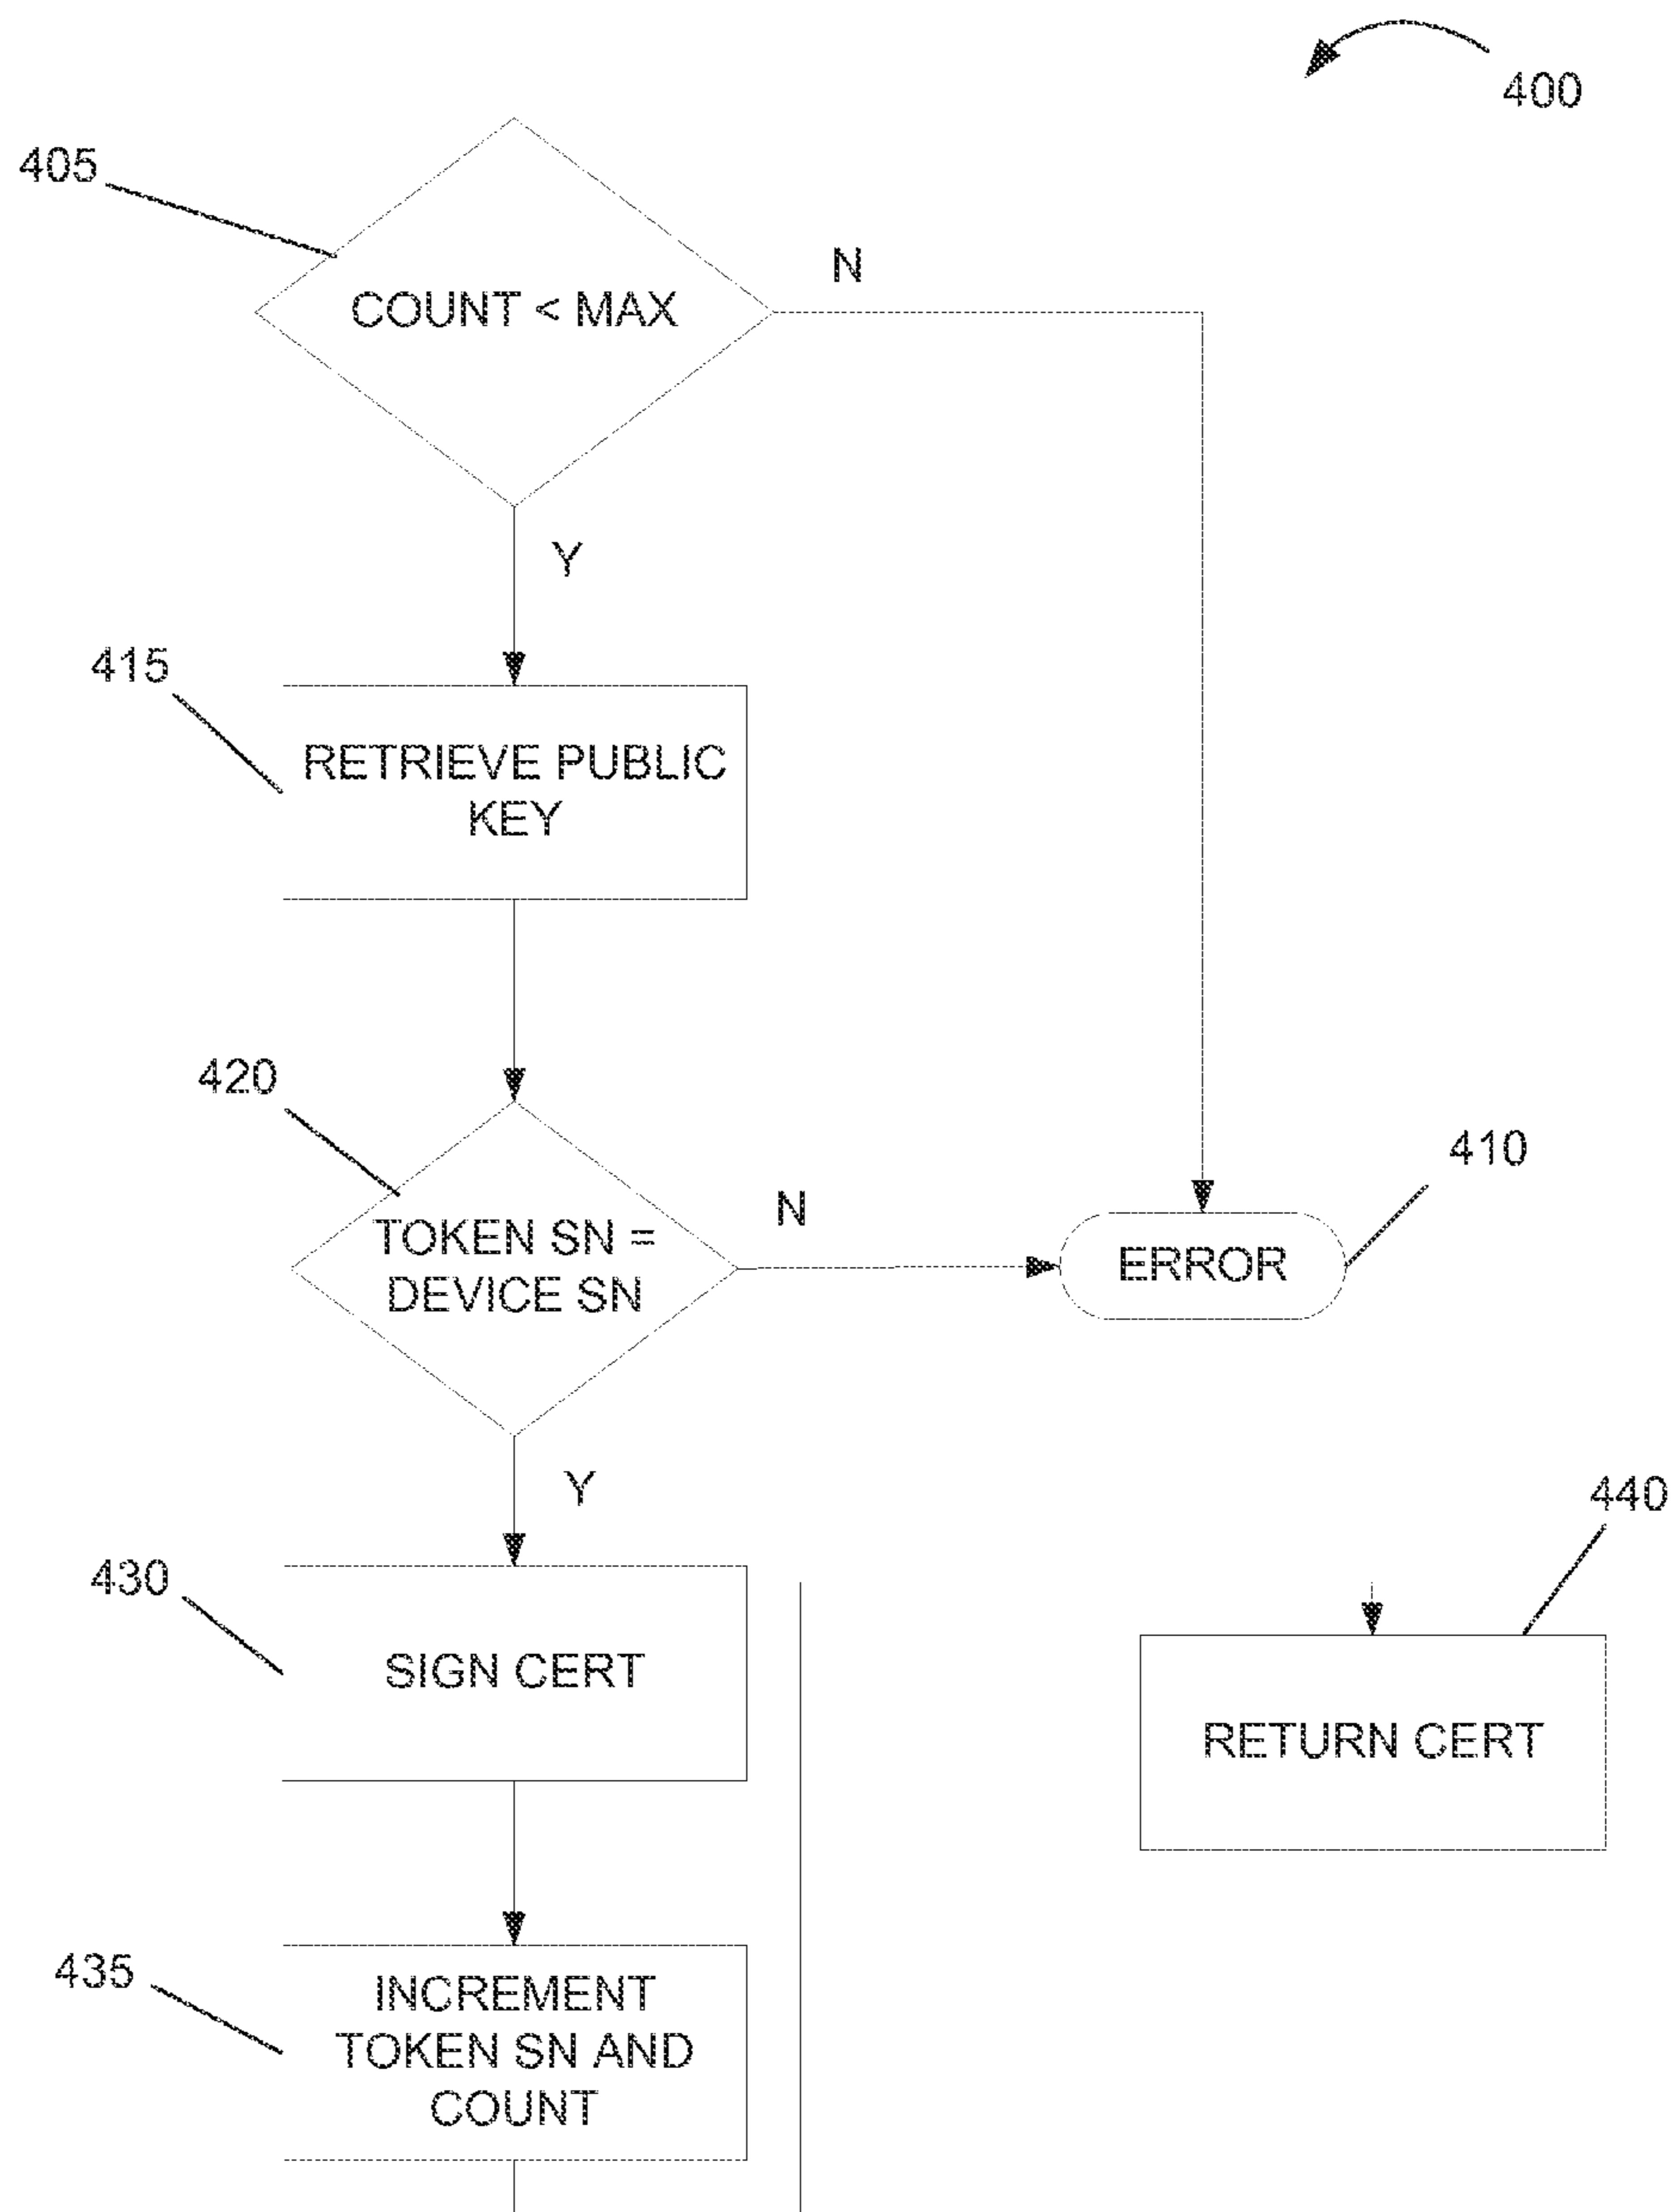 400
405
COUNT < MAX
N
Y
415
RETRIEVE PUBLIC
KEY
420
TOKEN SN =
DEVICE SN
N
410
ERROR
Y
440
430
SIGN CERT
RETURN CERT
435
INCREMENT
TOKEN SN AND
COUNT